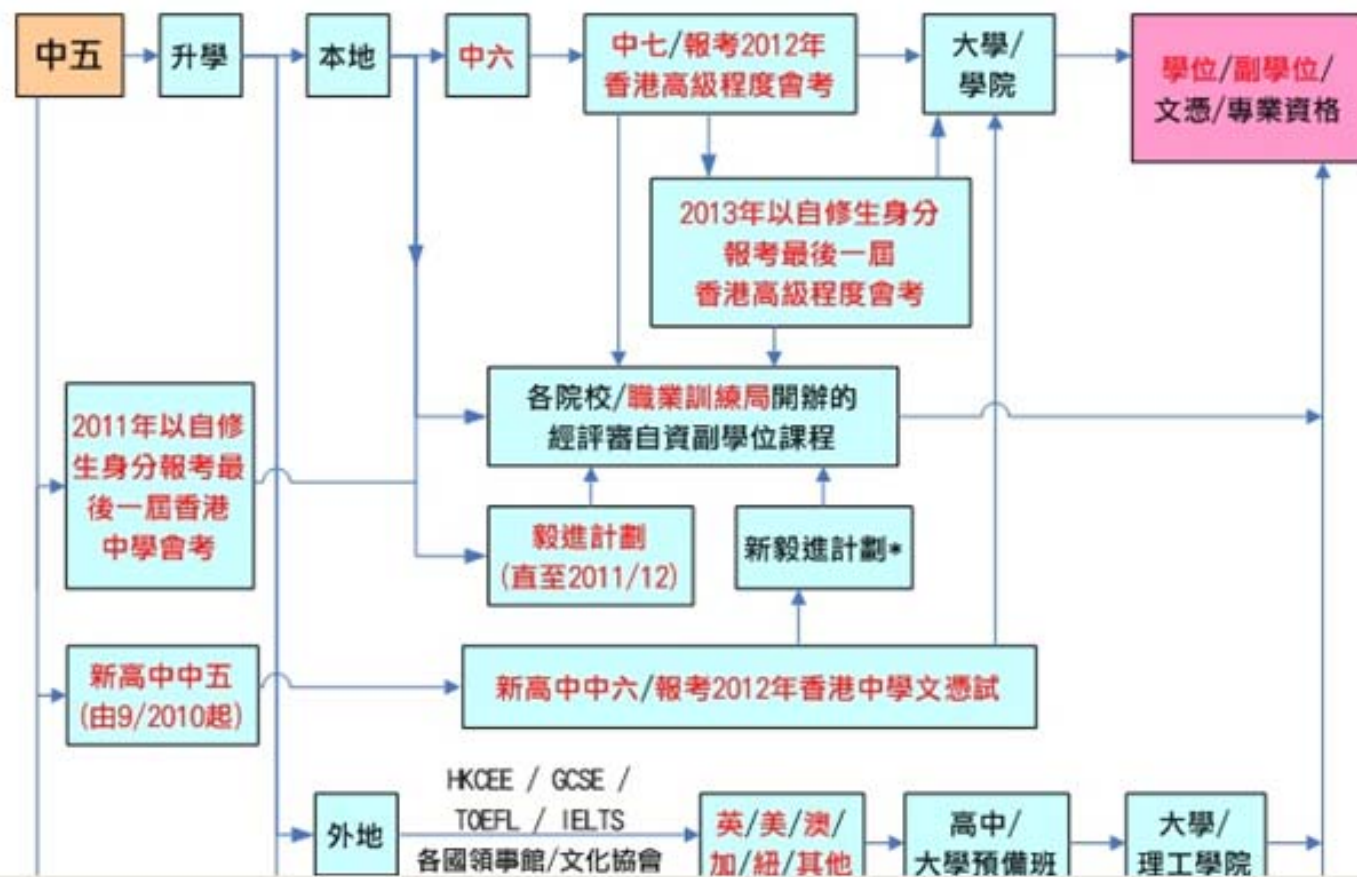 中五
升學
本地
中六
中七/報考2012年
香港高級程度會考
大學/
學院
學位/副學位/
文憑/專業資格
2013年以自修生身分
報考最後一屆
香港高級程度會考
2011年以自修
生身分報考最
後一屆香港
中學會考
各院校/職業訓練局開辦的
經評審自資副學位課程
毅進計劃
(直至2011/12)
新毅進計劃*
新高中中五
(由9/2010起)
新高中中六/報考2012年香港中學文憑試
外地
HKCEE / GCSE /
TOEFL / IELTS
各國領事館/文化協會
英/美/澳/
加/紐/其他
高中/
大學預備班
大學/
理工學院